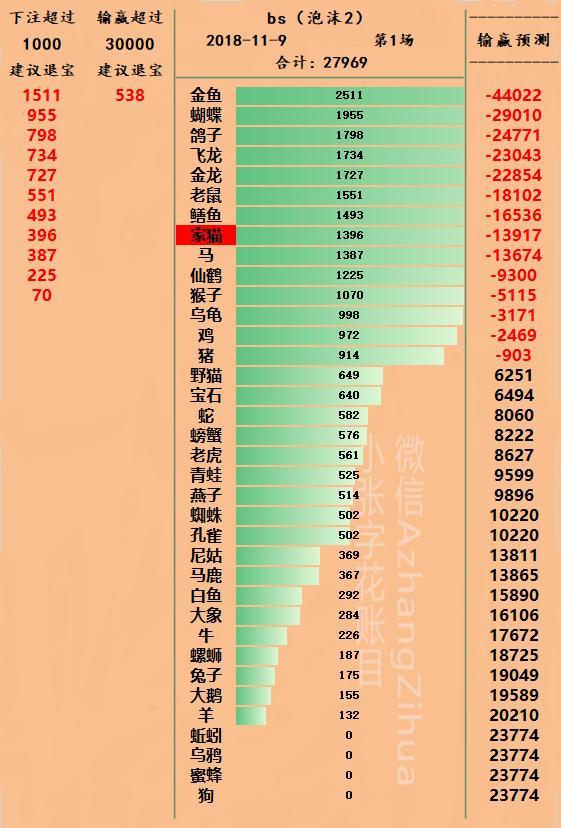 下注超过 输赢超过 bs（泡沫2） ----------
1000 30000 2018-11-9 第1场 输赢预测
建议退宝 建议退宝 合计：27969 ----------
1511 538 金鱼 2511 -44022
955 蝴蝶 1955 -29010
798 鸽子 1798 -24771
734 飞龙 1734 -23043
727 金龙 1727 -22854
551 老鼠 1551 -18102
493 鳝鱼 1493 -16536
396 家猫 1396 -13917
387 马 1387 -13674
225 仙鹤 1225 -9300
70 猴子 1070 -5115
乌龟 998 -3171
鸡 972 -2469
猪 914 -903
野猫 649 6251
宝石 640 6494
蛇 582 8060
螃蟹 576 8222
老虎 561 8627
青蛙 525 9599
燕子 514 9896
蜘蛛 502 10220
孔雀 502 10220
尼姑 369 13811
马鹿 367 13865
白鱼 292 15890
大象 284 16106
牛 226 17672
螺蛳 187 18725
兔子 175 19049
大鹅 155 19589
羊 132 20210
蚯蚓 0 23774
乌鸦 0 23774
蜜蜂 0 23774
狗 0 23774
微信AzhangZihua
小张字花账目